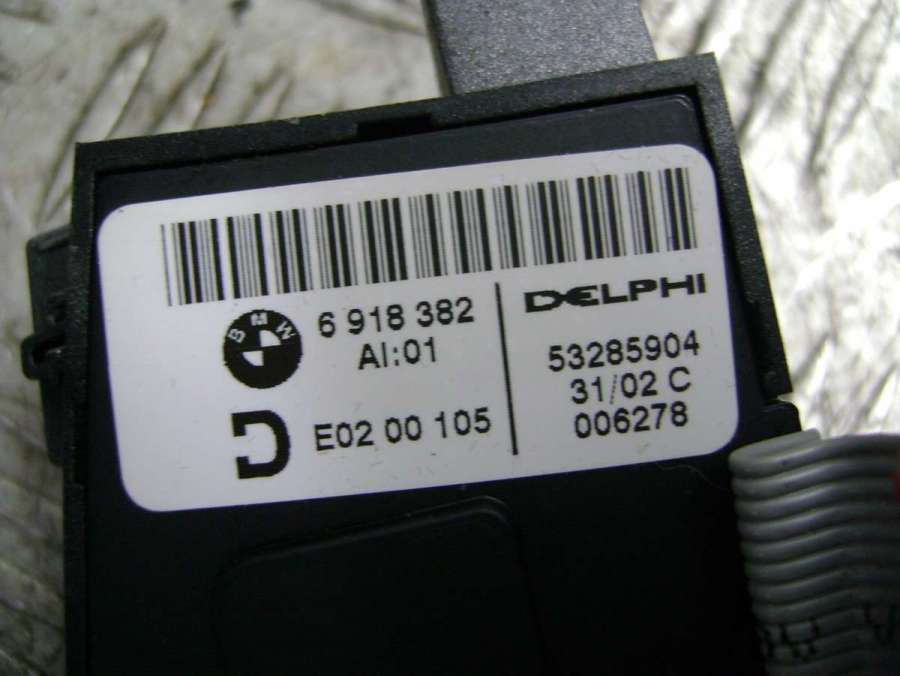 BMW
6 918 382
AI:01
E02 00 105
DELPHI
53285904
31/02 C
006278